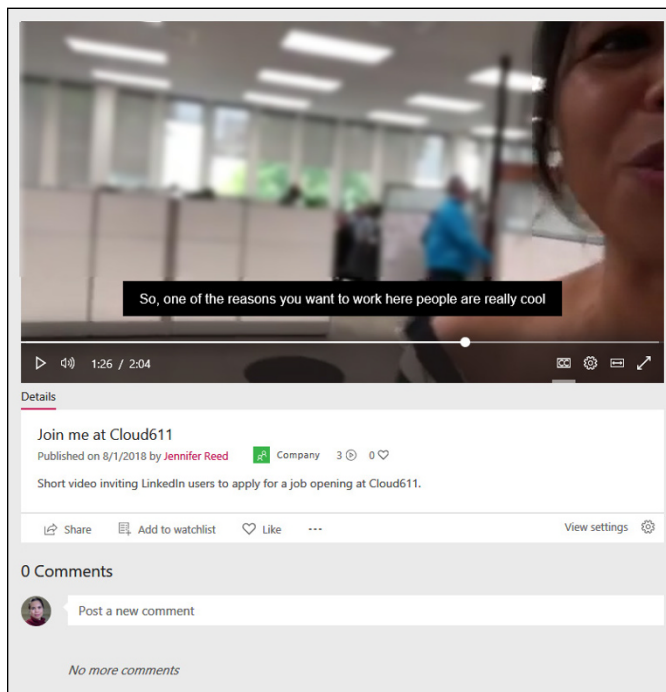 So, one of the reasons you want to work here people are really cool
1:26 / 2:04
CC
Details
Join me at Cloud611
Published on 8/1/2018 by Jennifer Reed Company 3 0
Short video inviting LinkedIn users to apply for a job opening at Cloud611.
Share Add to watchlist Like ... View settings
0 Comments
Post a new comment
No more comments